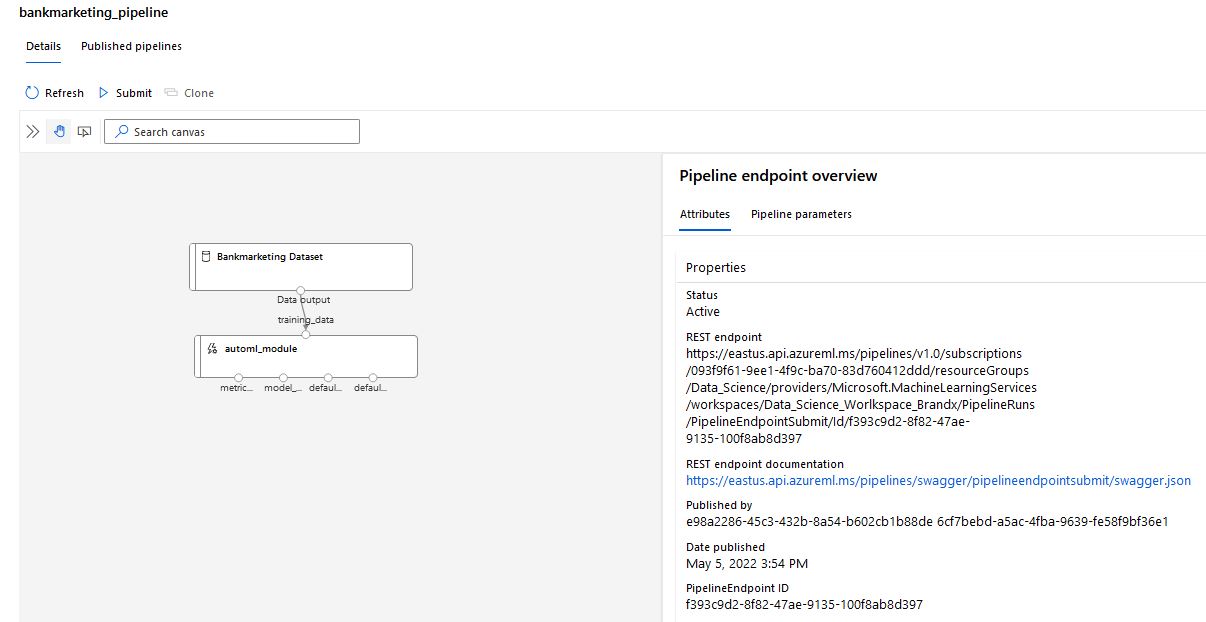 bankmarketing_pipeline
Details Published pipelines
Refresh Submit Clone
Search canvas
Bankmarketing Dataset
Data output
training_data
automl_module
metric... model_... defaul... defaul...
Pipeline endpoint overview
Attributes Pipeline parameters
Properties
Status
Active
REST endpoint
https://eastus.api.azureml.ms/pipelines/v1.0/subscriptions
/093f9f61-9ee1-4f9c-ba70-83d760412ddd/resourceGroups
/Data_Science/providers/Microsoft.MachineLearningServices
/workspaces/Data_Science_Worlkspace_Brandx/PipelineRuns
/PipelineEndpointSubmit/Id/f393c9d2-8f82-47ae-
9135-100f8ab8d397
REST endpoint documentation
https://eastus.api.azureml.ms/pipelines/swagger/pipelineendpointsubmit/swagger.json
Published by
e98a2286-45c3-432b-8a54-b602cb1b88de 6cf7bebd-a5ac-4fba-9639-fe58f9bf36e1
Date published
May 5, 2022 3:54 PM
PipelineEndpoint ID
f393c9d2-8f82-47ae-9135-100f8ab8d397